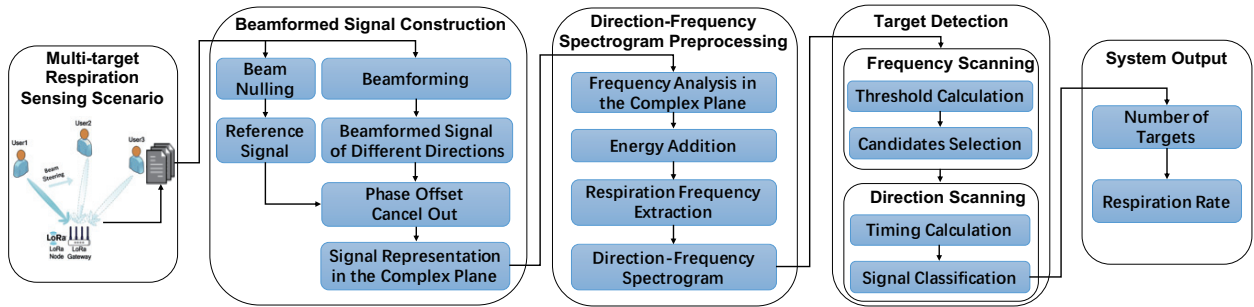 Multi-target
Respiration
Sensing Scenario
User1
User2
User3
Beam
Steering
LoRa
LoRa
Node
LoRa
Gateway
Beamformed Signal Construction
Beam
Nulling
Beamforming
Reference
Signal
Beamformed Signal
of Different Directions
Phase Offset
Cancel Out
Signal Representation
in the Complex Plane
Direction-Frequency
Spectrogram Preprocessing
Frequency Analysis in
the Complex Plane
Energy Addition
Respiration Frequency
Extraction
Direction-Frequency
Spectrogram
Target Detection
Frequency Scanning
Threshold Calculation
Candidates Selection
Direction Scanning
Timing Calculation
Signal Classification
System Output
Number of
Targets
Respiration Rate